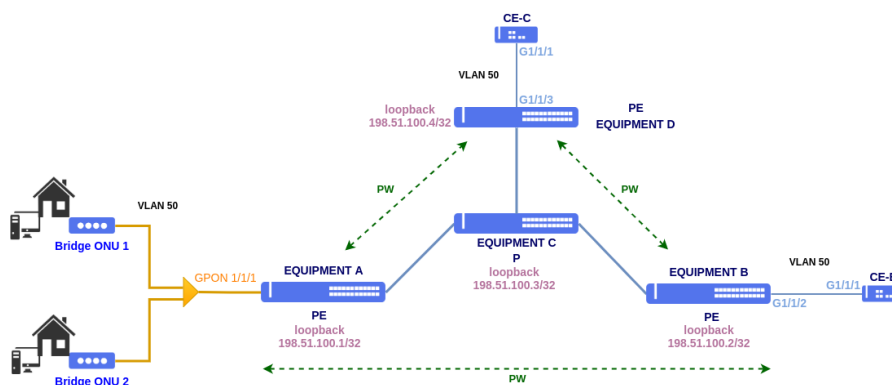 CE-C
G1/1/1
VLAN 50
G1/1/3
loopback
198.51.100.4/32
PE
EQUIPMENT D
PW
PW
VLAN 50
Bridge ONU 1
GPON 1/1/1
EQUIPMENT A
PE
loopback
198.51.100.1/32
EQUIPMENT C
P
loopback
198.51.100.3/32
EQUIPMENT B
VLAN 50
G1/1/1
G1/1/2
PE
loopback
198.51.100.2/32
Bridge ONU 2
PW